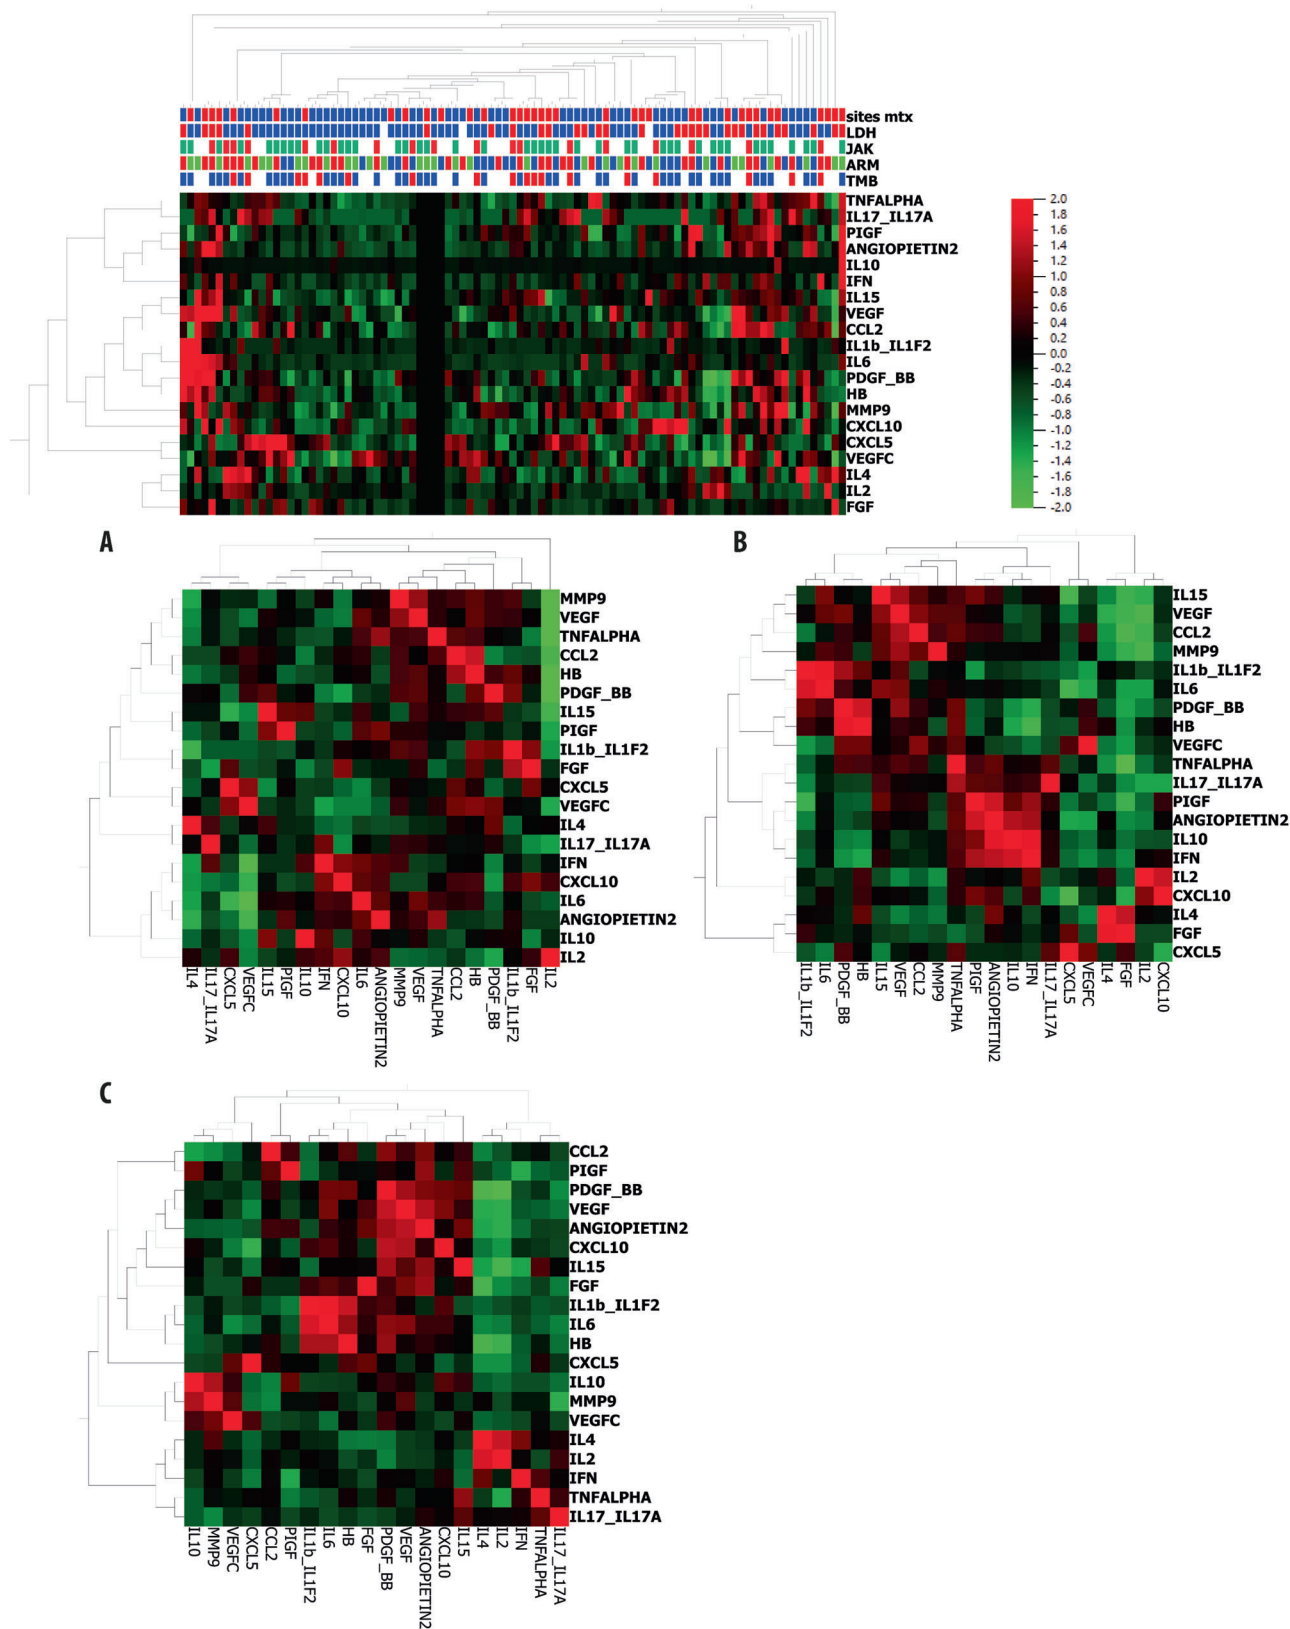 sites mtx
LDH
JAK
ARM
TMB
TNFALPHA
IL17_IL17A
PIGF
ANGIOPIETIN2
IL10
IFN
IL15
VEGF
CCL2
IL1b_IL1F2
IL6
PDGF_BB
HB
MMP9
CXCL10
CXCL5
VEGFC
IL4
IL2
FGF
2.0
1.8
1.6
1.4
1.2
1.0
0.8
0.6
0.4
0.2
0.0
-0.2
-0.4
-0.6
-0.8
-1.0
-1.2
-1.4
-1.6
-1.8
-2.0
A
MMP9
VEGF
TNFALPHA
CCL2
HB
PDGF_BB
IL15
PIGF
IL1b_IL1F2
FGF
CXCL5
VEGFC
IL4
IL17_IL17A
IFN
CXCL10
IL6
ANGIOPIETIN2
IL10
IL2
IL4
IL17_IL17A
CXCL5
VEGFC
IL15
PIGF
IL10
IFN
CXCL10
IL6
ANGIOPIETIN2
MMP9
VEGF
TNFALPHA
CCL2
HB
PDGF_BB
IL1b_IL1F2
FGF
IL2
B
IL15
VEGF
CCL2
MMP9
IL1b_IL1F2
IL6
PDGF_BB
HB
VEGFC
TNFALPHA
IL17_IL17A
PIGF
ANGIOPIETIN2
IL10
IFN
IL2
CXCL10
IL4
FGF
CXCL5
IL1b_IL1F2
IL6
PDGF_BB
HB
IL15
VEGF
CCL2
MMP9
TNFALPHA
PIGF
ANGIOPIETIN2
IL10
IFN
IL17_IL17A
CXCL5
VEGFC
IL4
FGF
IL2
CXCL10
C
CCL2
PIGF
PDGF_BB
VEGF
ANGIOPIETIN2
CXCL10
IL15
FGF
IL1b_IL1F2
IL6
HB
CXCL5
IL10
MMP9
VEGFC
IL4
IL2
IFN
TNFALPHA
IL17_IL17A
IL10
MMP9
VEGFC
CXCL5
CCL2
PIGF
IL1b_IL1F2
IL6
HB
FGF
PDGF_BB
VEGF
ANGIOPIETIN2
CXCL10
IL15
IL4
IL2
IFN
TNFALPHA
IL17_IL17A